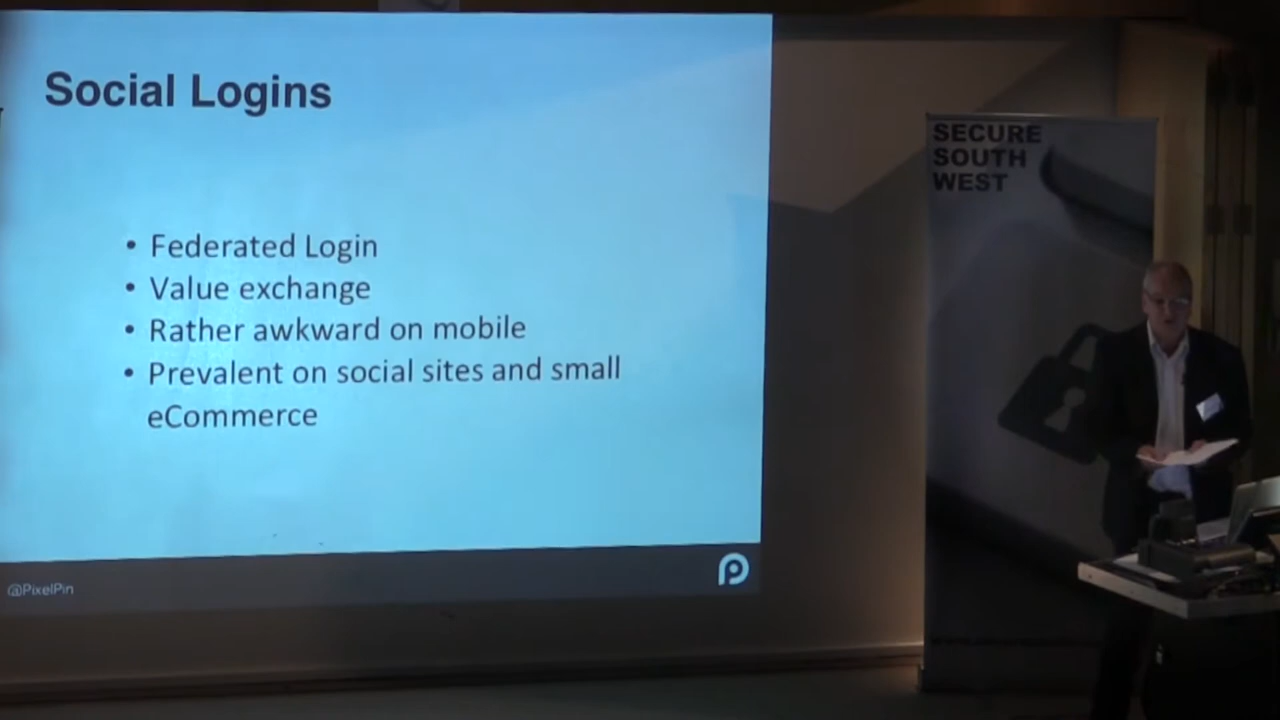 Social Logins
• Federated Login
• Value exchange
• Rather awkward on mobile
• Prevalent on social sites and small
eCommerce
@PixelPin
SECURE
SOUTH
WEST